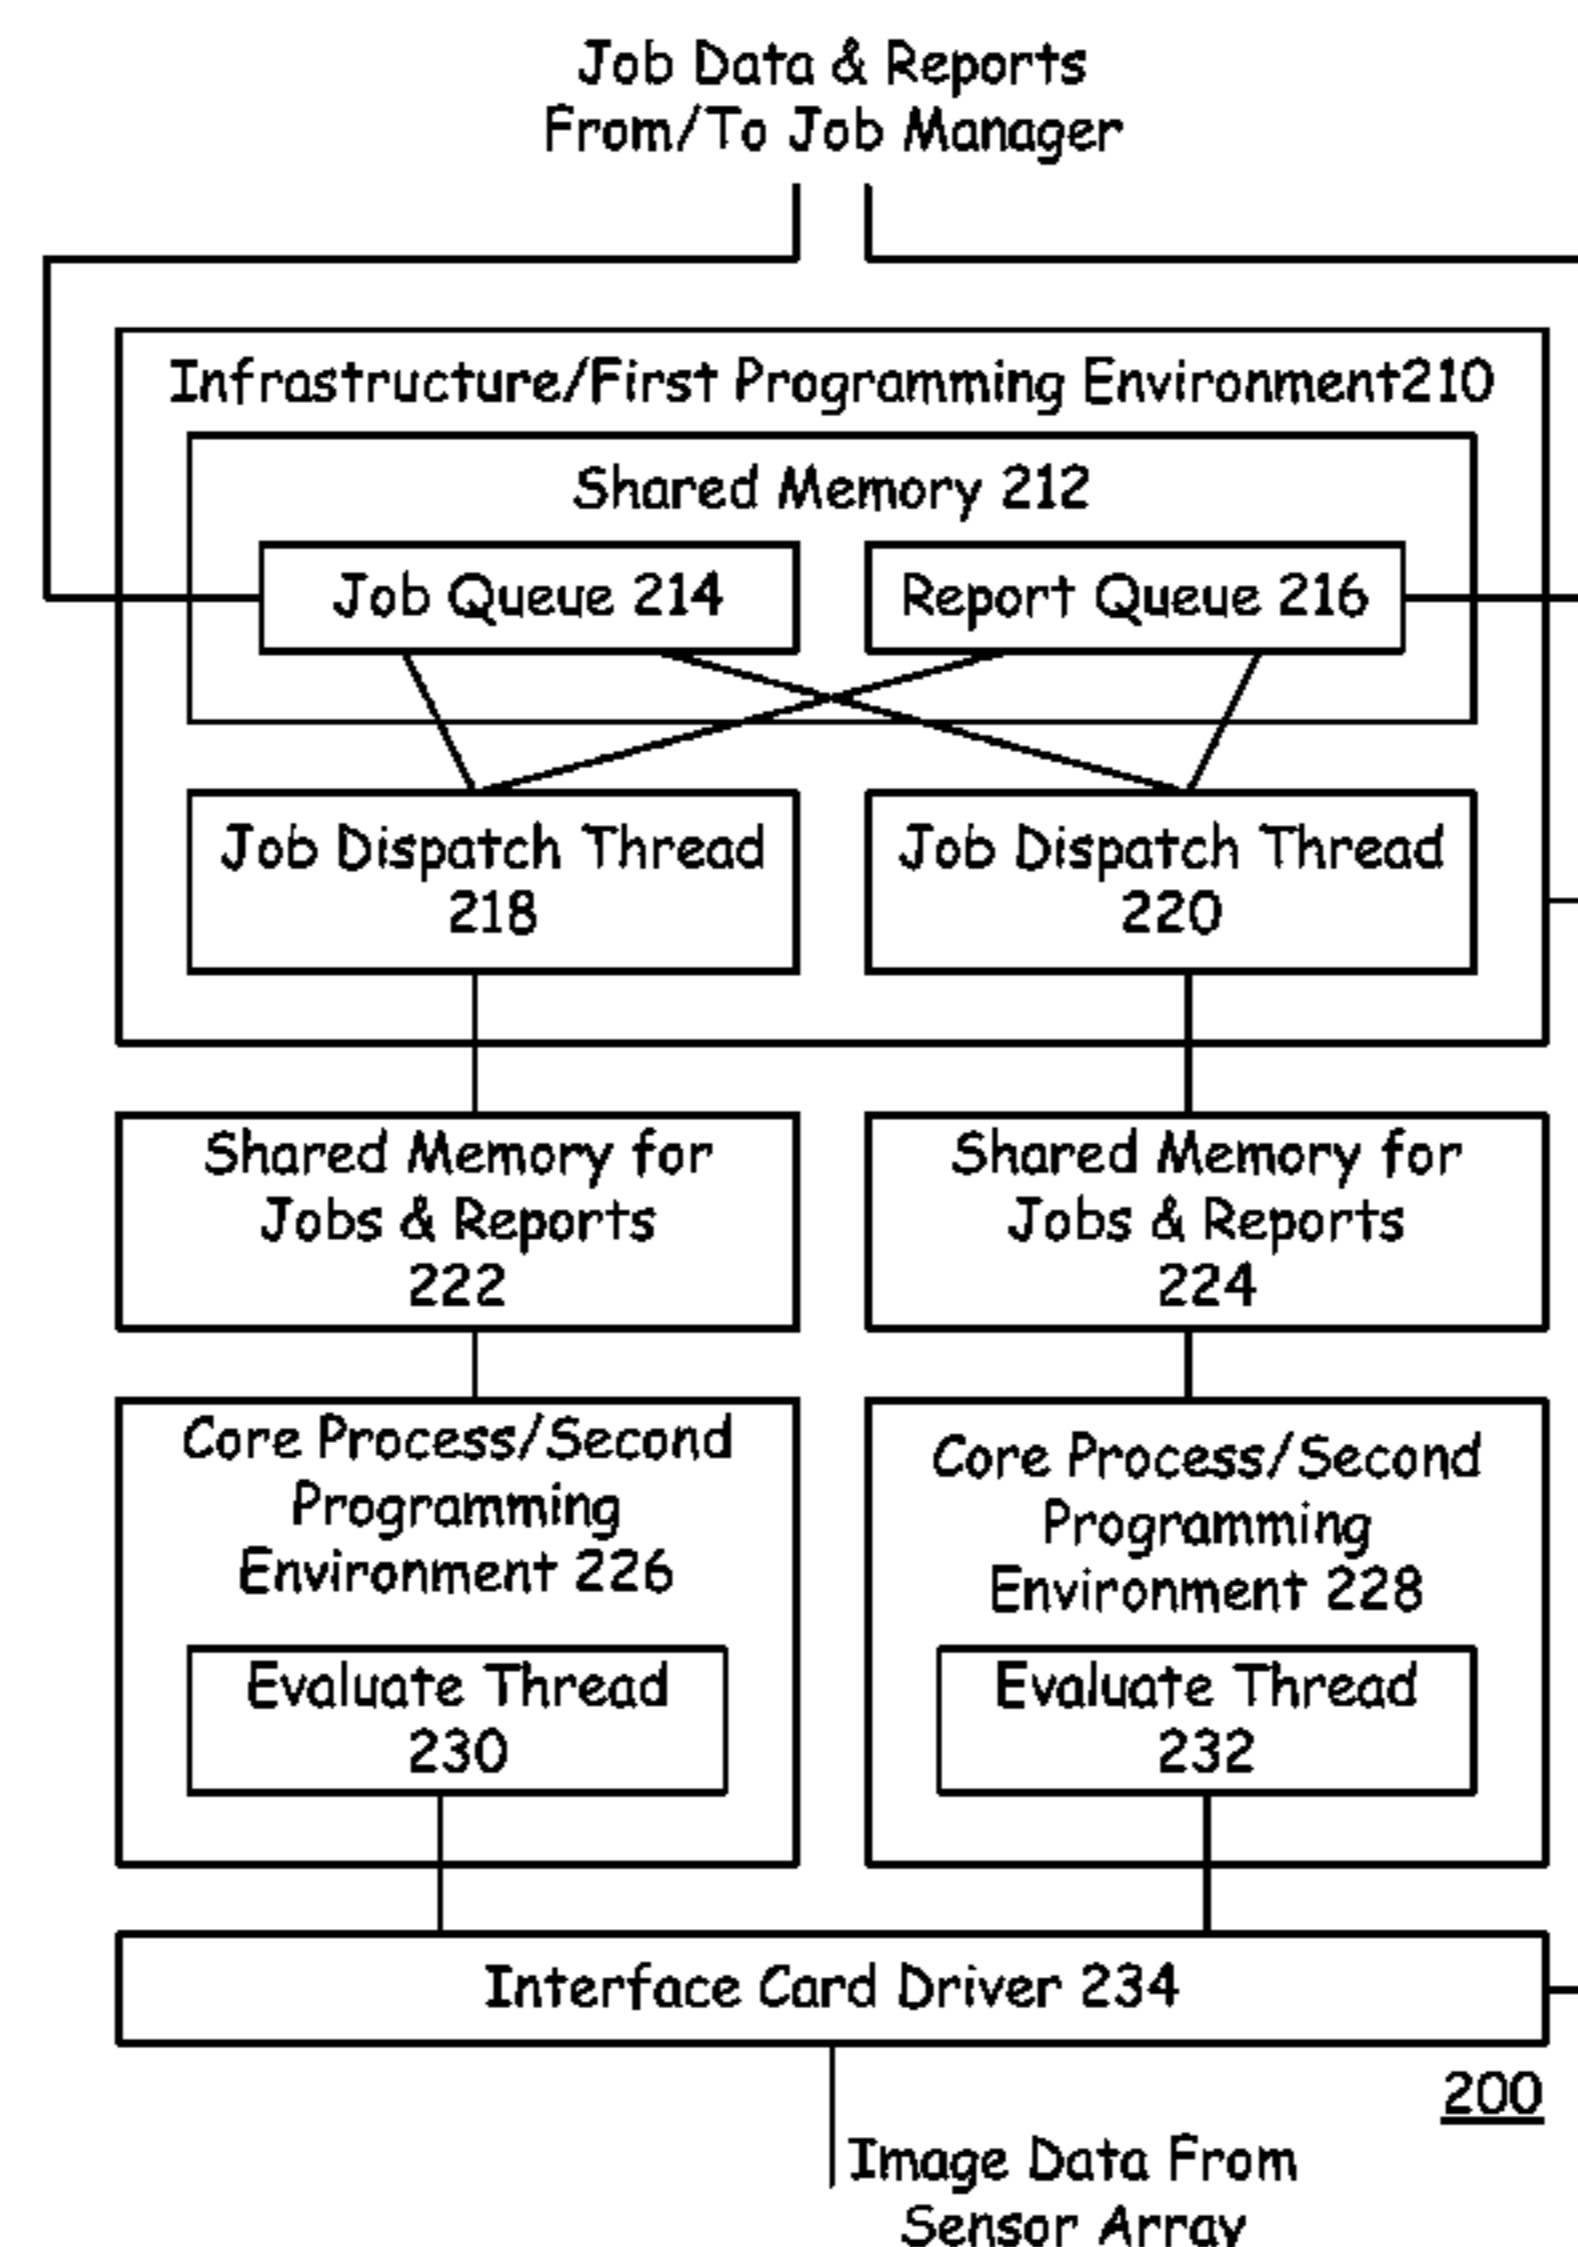 Job Data & Reports
From/To Job Manager
Infrastructure/First Programming Environment210
Shared Memory 212
Job Queue 214
Report Queue 216
Job Dispatch Thread
218
Job Dispatch Thread
220
Shared Memory for
Jobs & Reports
222
Shared Memory for
Jobs & Reports
224
Core Process/Second
Programming
Environment 226
Core Process/Second
Programming
Environment 228
Evaluate Thread
230
Evaluate Thread
232
Interface Card Driver 234
200
Image Data From
Sensor Array